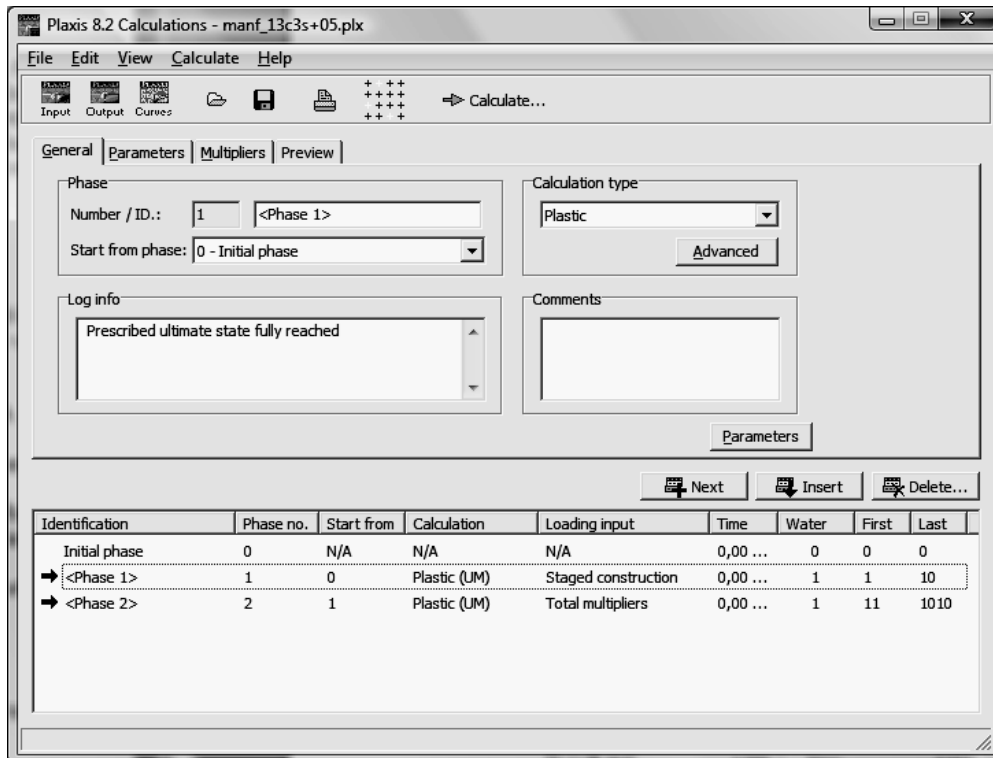 Plaxis 8.2 Calculations - manf_13c3s+05.plx
File Edit View Calculate Help
PLAXIS PLAXIS PLAXIS
Input Output Curves Calculate...
General Parameters Multipliers Preview
Phase
Number / ID.: 1 <Phase 1>
Start from phase: 0 - Initial phase
Calculation type
Plastic
Advanced
Log info
Prescribed ultimate state fully reached
Comments
Parameters
Next Insert Delete...
Identification Phase no. Start from Calculation Loading input Time Water First Last
Initial phase 0 N/A N/A N/A 0,00 ... 0 0 0
<Phase 1> 1 0 Plastic (UM) Staged construction 0,00 ... 1 1 10
<Phase 2> 2 1 Plastic (UM) Total multipliers 0,00 ... 1 11 1010